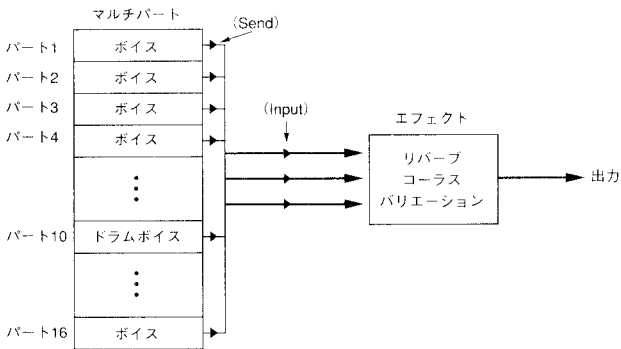 マルチパート
(Send)
パート1 ボイス
パート2 ボイス
パート3 ボイス
パート4 ボイス
(Input)
エフェクト
リバーブ
コーラス
バリエーション
出力
パート10 ドラムボイス
パート16 ボイス